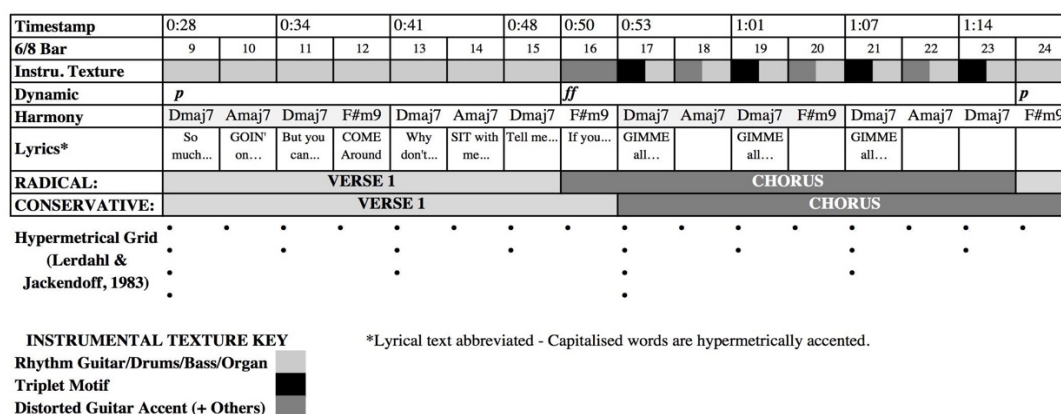 Timestamp 0:28 0:34 0:41 0:48 0:50 0:53 1:01 1:07 1:14
6/8 Bar 9 10 11 12 13 14 15 16 17 18 19 20 21 22 23 24
Instru. Texture
Dynamic p ff p
Harmony Dmaj7 Amaj7 Dmaj7 F#m9 Dmaj7 Amaj7 Dmaj7 F#m9 Dmaj7 Amaj7 Dmaj7 F#m9 Dmaj7 Amaj7 Dmaj7 F#m9
Lyrics* So much... GOIN' on… But you can... COME Around Why don't... SIT with me... Tell me... If you... GIMME all… GIMME all... GIMME all…
RADICAL: VERSE 1 CHORUS
CONSERVATIVE: VERSE 1 CHORUS
Hypermetrical Grid
(Lerdahl &
Jackendoff, 1983)
INSTRUMENTAL TEXTURE KEY *Lyrical text abbreviated - Capitalised words are hypermetrically accented.
Rhythm Guitar/Drums/Bass/Organ
Triplet Motif
Distorted Guitar Accent (+ Others)